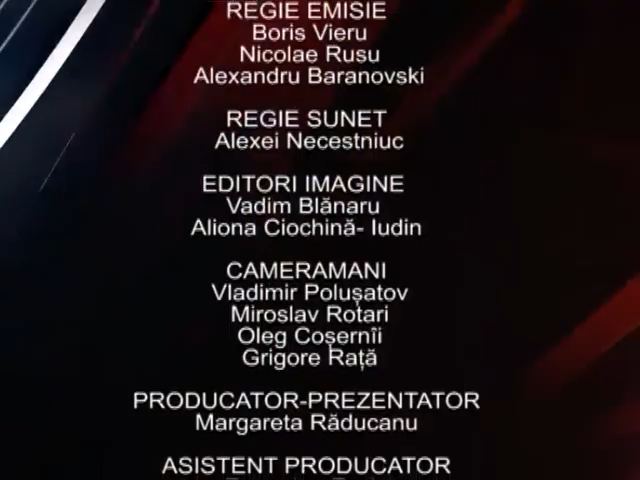 REGIE EMISIE
Boris Vieru
Nicolae Rusu
Alexandru Baranovski
REGIE SUNET
Alexei Necestniuc
EDITORI IMAGINE
Vadim Blănaru
Aliona Ciochină- Iudin
CAMERAMANI
Vladimir Polușatov
Miroslav Rotari
Oleg Coșernîi
Grigore Rață
PRODUCATOR-PREZENTATOR
Margareta Răducanu
ASISTENT PRODUCATOR